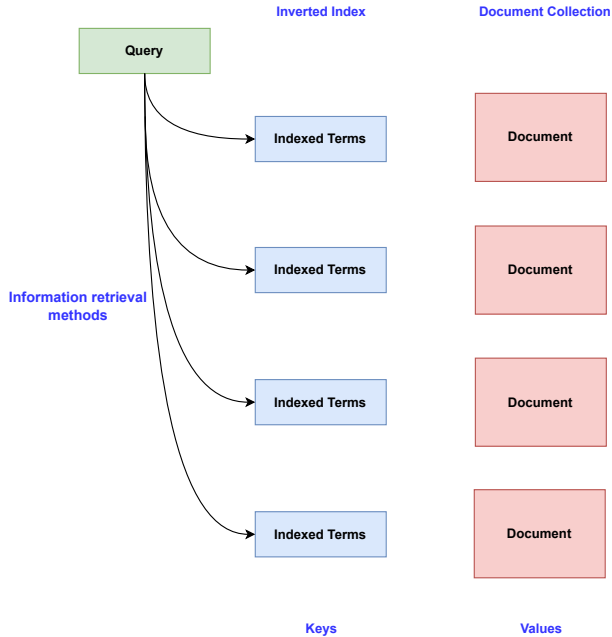 Inverted Index
Document Collection
Query
Indexed Terms
Document
Indexed Terms
Document
Information retrieval
methods
Indexed Terms
Document
Indexed Terms
Document
Keys
Values